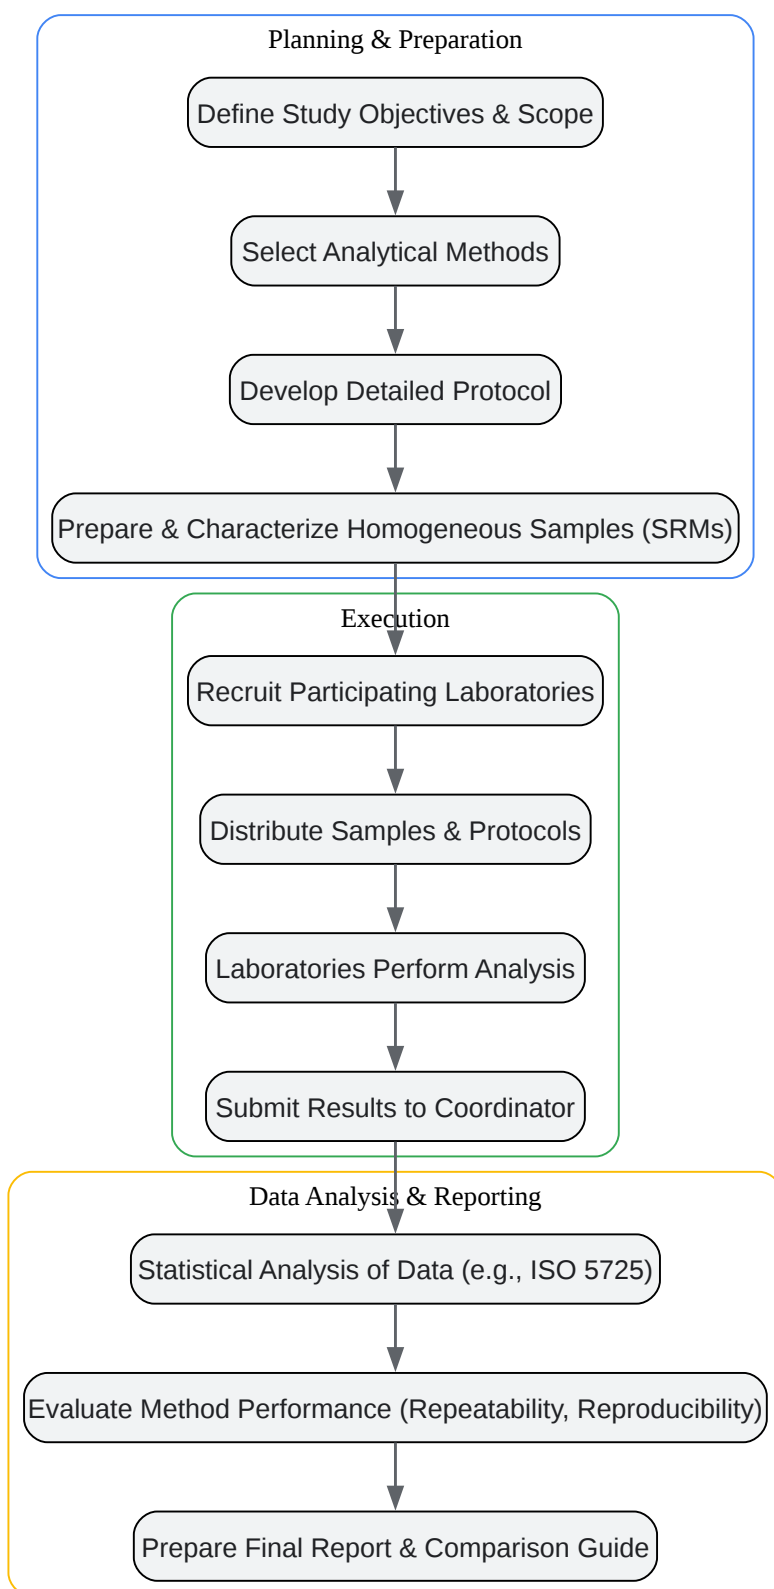 Planning & Preparation
Define Study Objectives & Scope
Select Analytical Methods
Develop Detailed Protocol
Prepare & Characterize Homogeneous Samples (SRMs)
Execution
Recruit Participating Laboratories
Distribute Samples & Protocols
Laboratories Perform Analysis
Submit Results to Coordinator
Data Analysis & Reporting
Statistical Analysis of Data (e.g., ISO 5725)
Evaluate Method Performance (Repeatability, Reproducibility)
Prepare Final Report & Comparison Guide